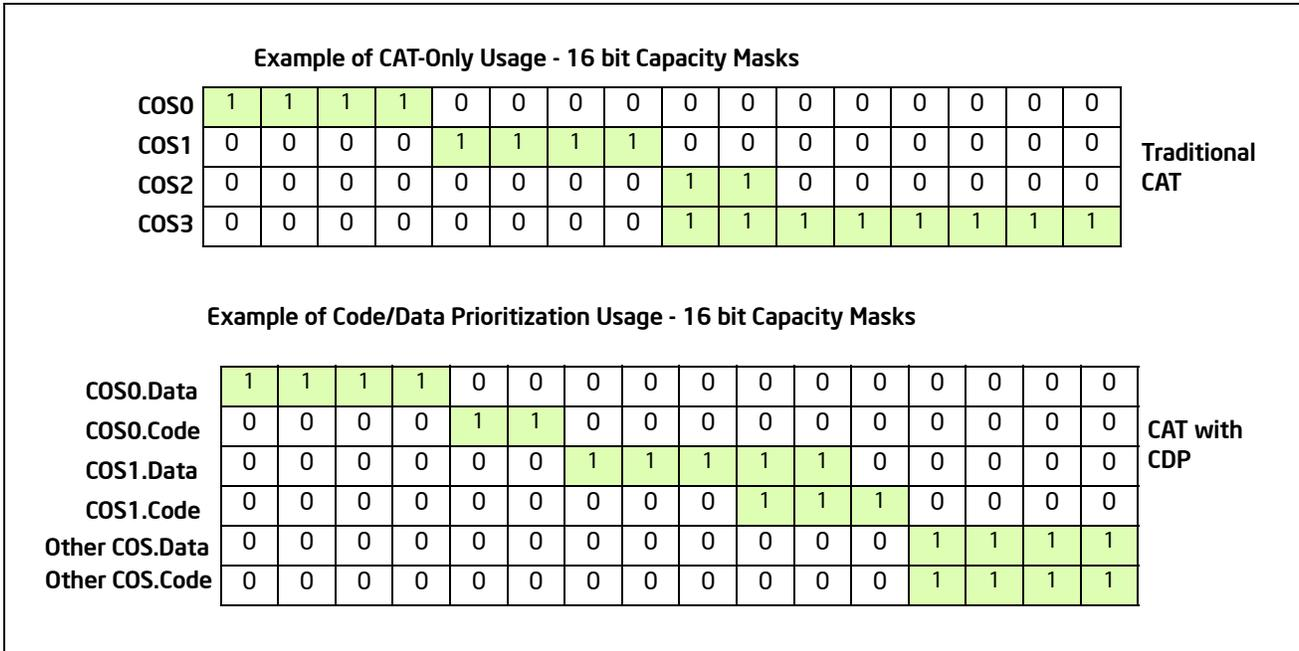 Example of CAT-Only Usage - 16 bit Capacity Masks
COS0 1 1 1 1 0 0 0 0 0 0 0 0 0 0 0 0
COS1 0 0 0 0 1 1 1 1 0 0 0 0 0 0 0 0
COS2 0 0 0 0 0 0 0 0 1 1 0 0 0 0 0 0
COS3 0 0 0 0 0 0 0 0 1 1 1 1 1 1 1 1
Traditional
CAT
Example of Code/Data Prioritization Usage - 16 bit Capacity Masks
COS0.Data 1 1 1 1 0 0 0 0 0 0 0 0 0 0 0 0
COS0.Code 0 0 0 0 1 1 0 0 0 0 0 0 0 0 0 0
COS1.Data 0 0 0 0 0 0 1 1 1 1 1 0 0 0 0 0
COS1.Code 0 0 0 0 0 0 0 0 0 1 1 1 0 0 0 0
Other COS.Data 0 0 0 0 0 0 0 0 0 0 0 0 1 1 1 1
Other COS.Code 0 0 0 0 0 0 0 0 0 0 0 0 1 1 1 1
CAT with
CDP